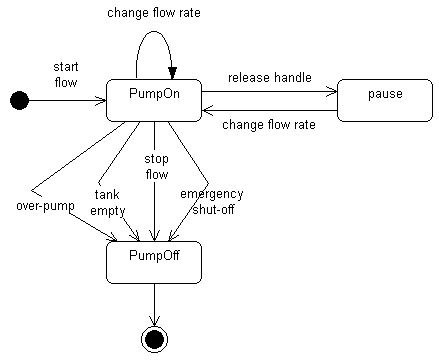 change flow rate
start
flow
release handle
PumpOn
pause
change flow rate
stop
flow
over-pump
tank
empty
emergency
shut-off
PumpOff